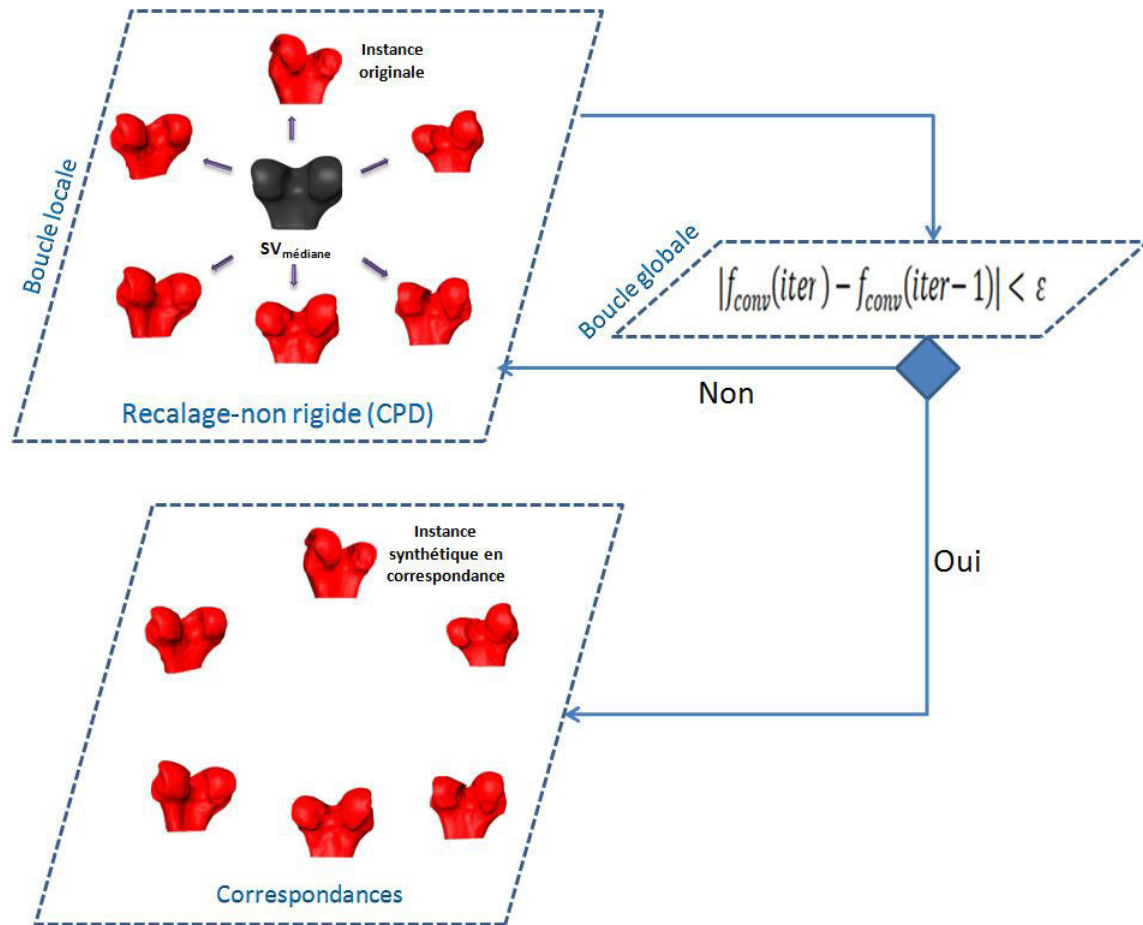 Instance
originale
Boucle locale
SVmédiane
Recalage-non rigide (CPD)
Boucle globale
|fconv(iter) – fconv(iter–1)| < ε
Non
Oui
Instance
synthétique en
correspondance
Correspondances